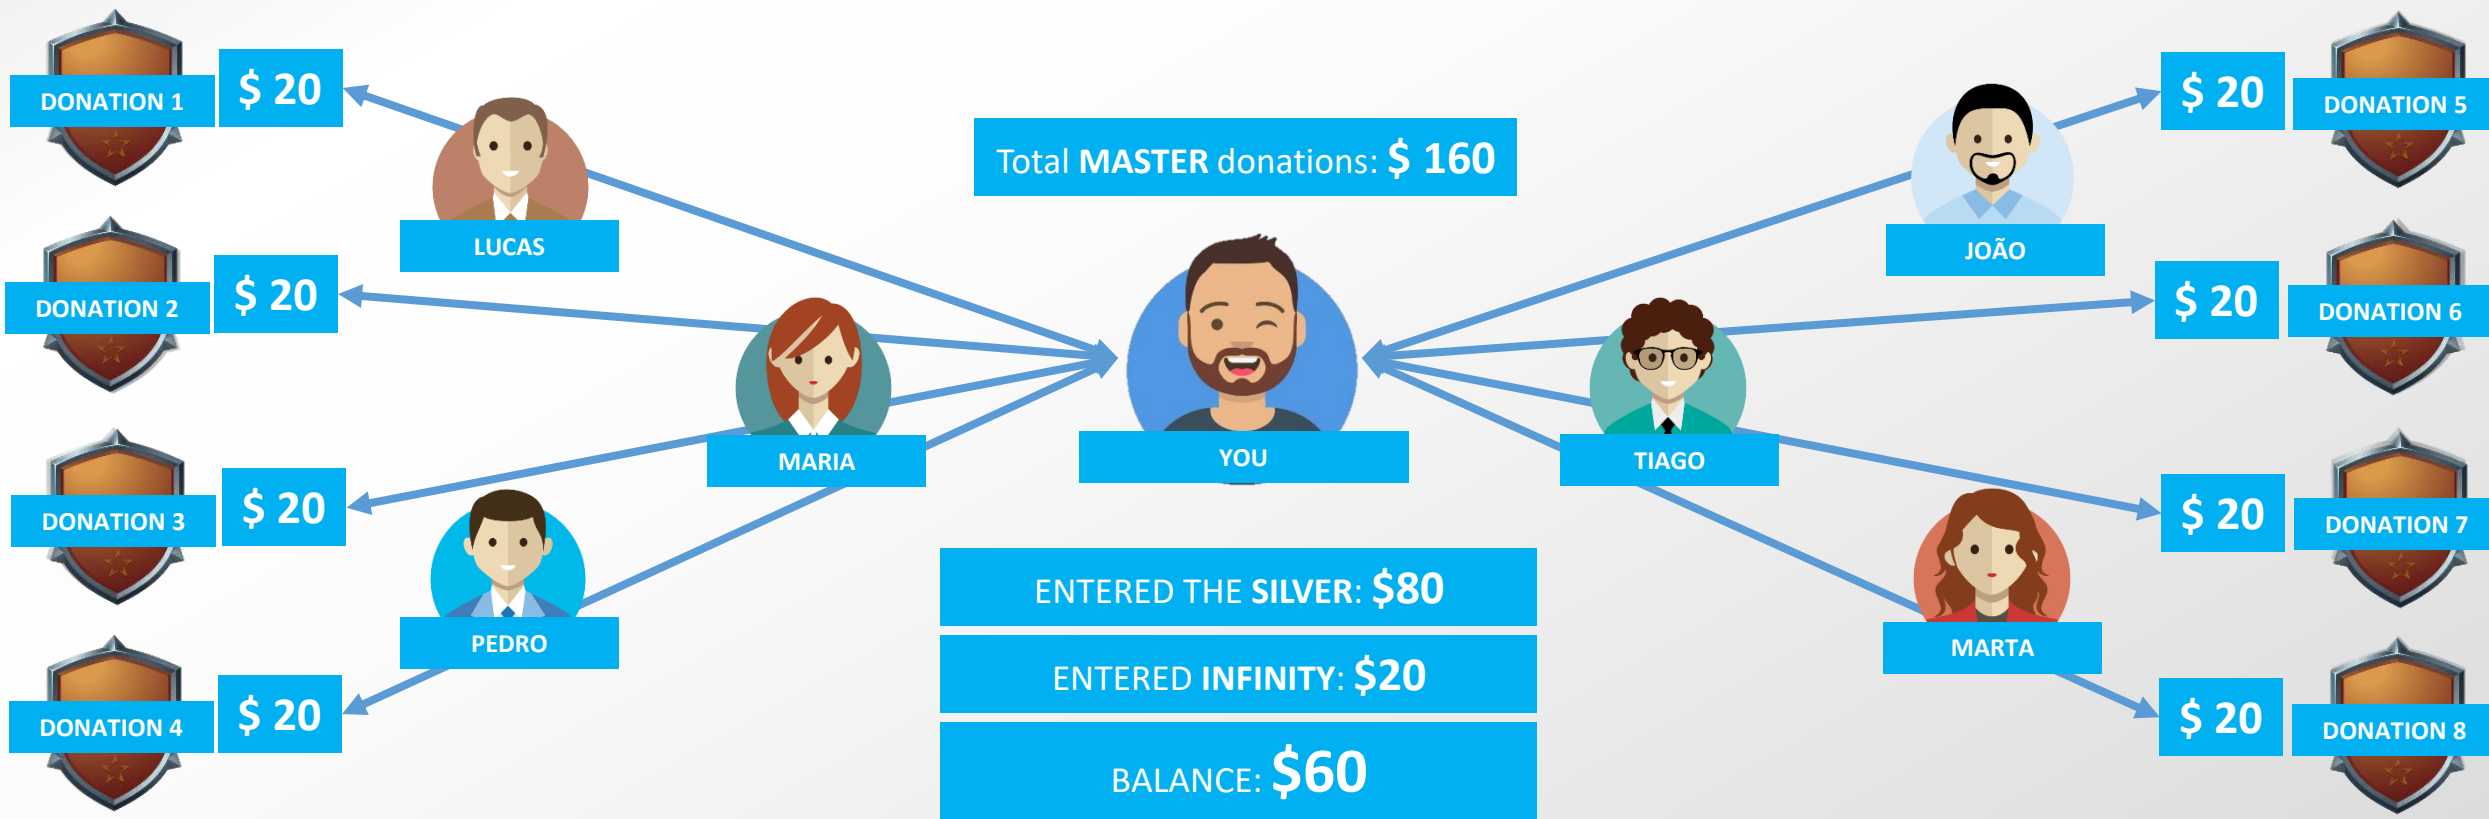 DONATION 1
$ 20
LUCAS
DONATION 2
$ 20
MARIA
DONATION 3
$ 20
PEDRO
DONATION 4
$ 20
Total MASTER donations: $ 160
YOU
ENTERED THE SILVER: $80
ENTERED INFINITY: $20
BALANCE: $60
JOÃO
$ 20
DONATION 5
TIAGO
$ 20
DONATION 6
$ 20
DONATION 7
MARTA
$ 20
DONATION 8